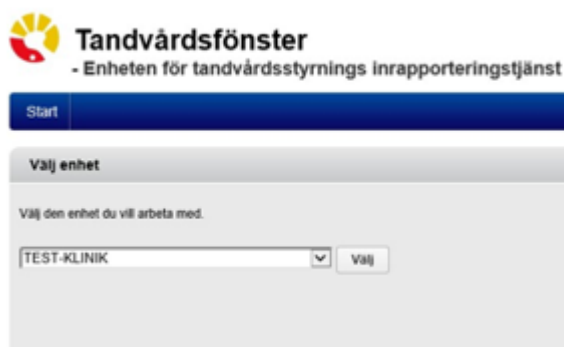 Tandvårdsfönster
- Enheten för tandvårdsstyrnings inrapporteringstjänst
Start
Välj enhet
Välj den enhet du vill arbeta med.
TEST-KLINIK
Välj